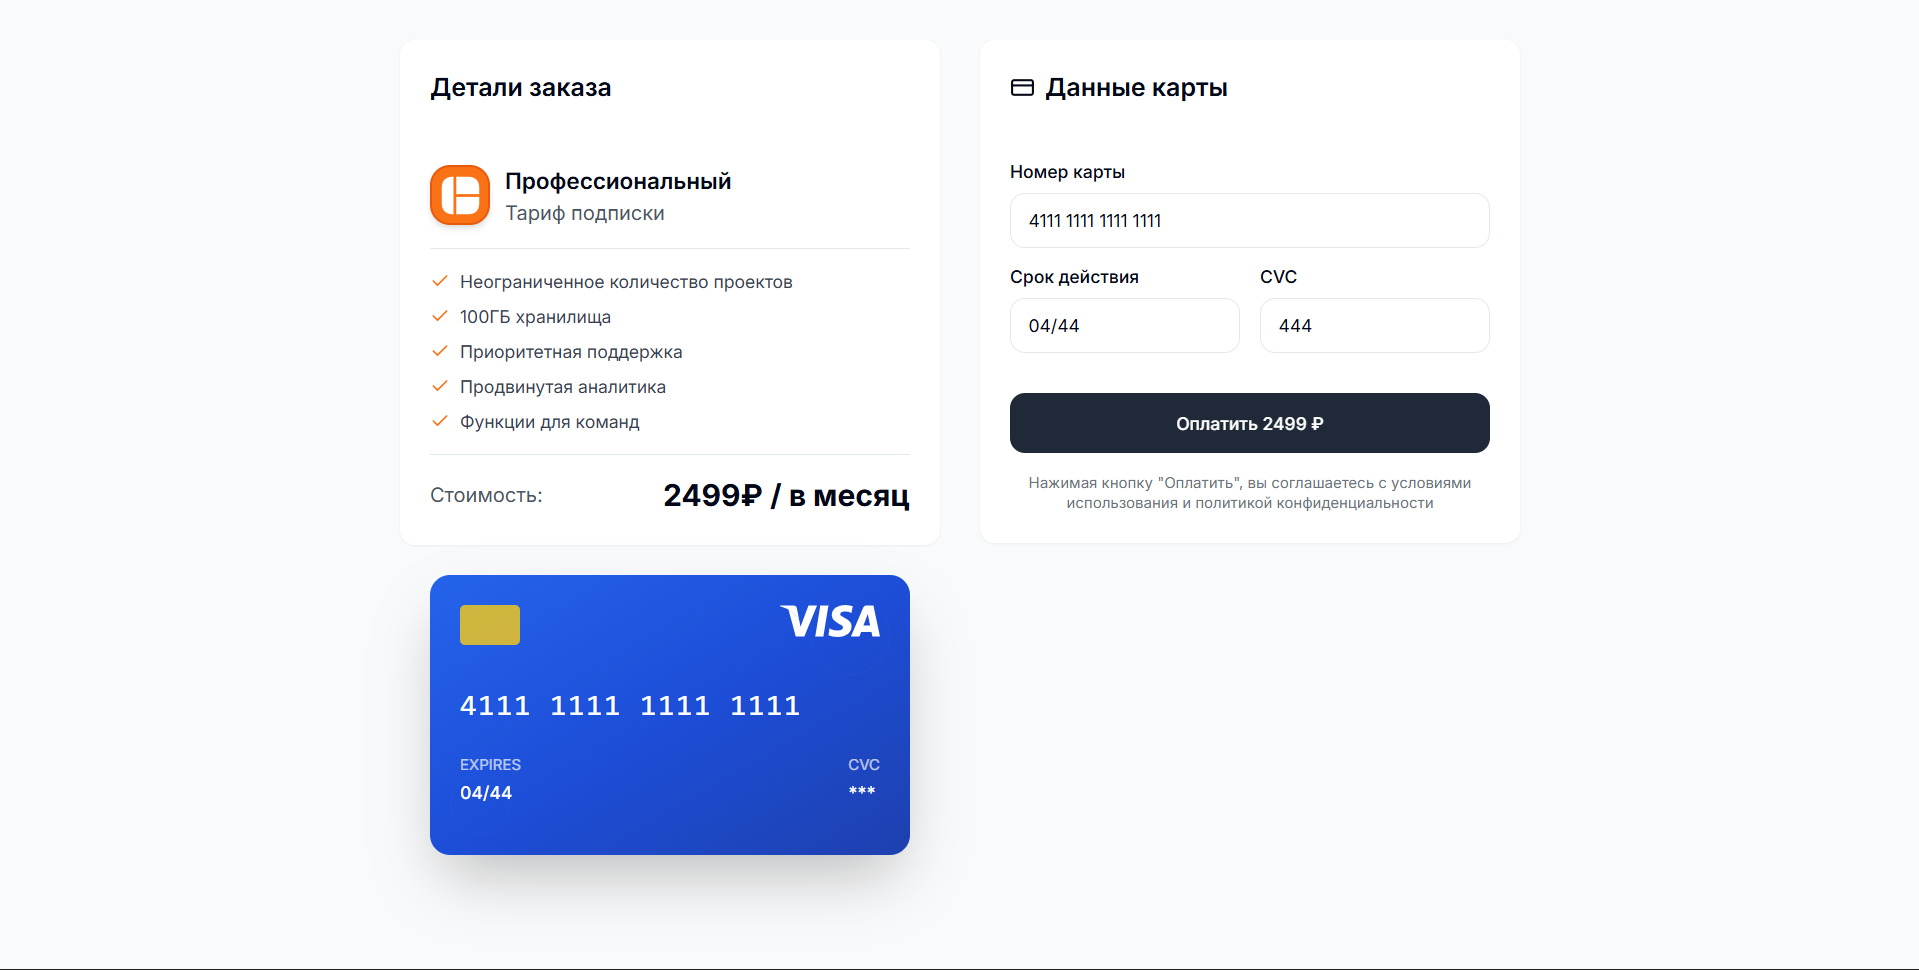 Детали заказа
Профессиональный
Тариф подписки
Неограниченное количество проектов
100ГБ хранилища
Приоритетная поддержка
Продвинутая аналитика
Функции для команд
Стоимость: 2499₽ / в месяц
VISA
4111 1111 1111 1111
EXPIRES CVC
04/44 ***
Данные карты
Номер карты
4111 1111 1111 1111
Срок действия CVC
04/44 444
Оплатить 2499 ₽
Нажимая кнопку "Оплатить", вы соглашаетесь с условиями
использования и политикой конфиденциальности